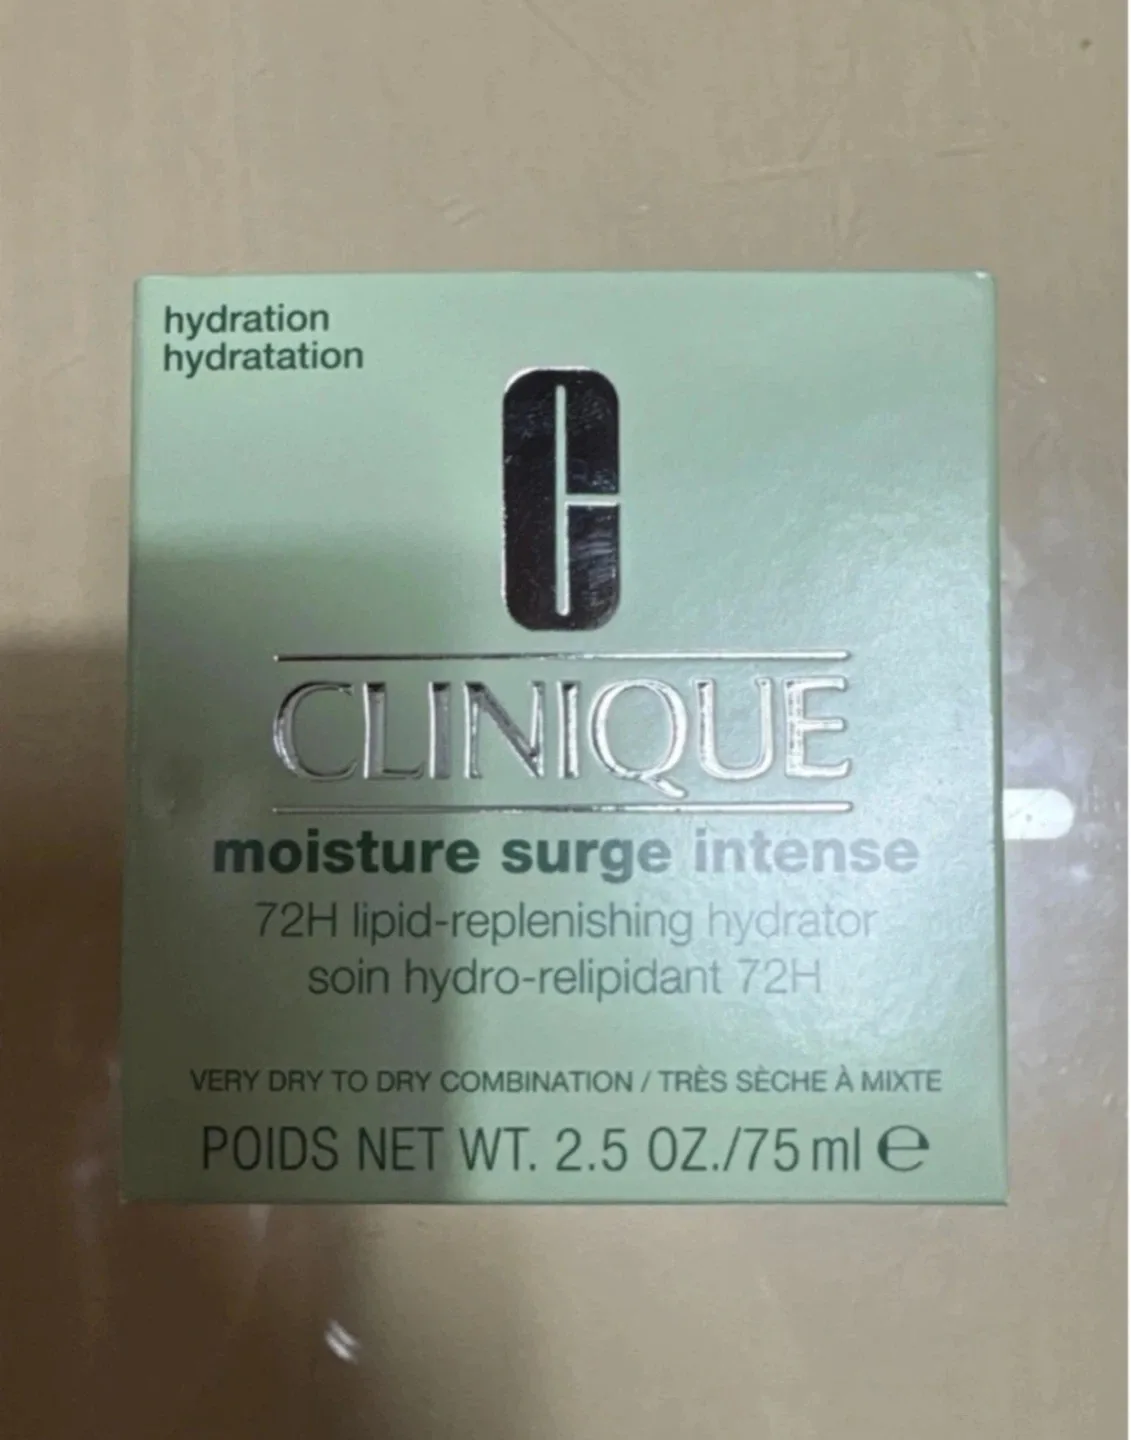 hydration
hydratation
C
CLINIQUE
moisture surge intense
72H lipid-replenishing hydrator
soin hydro-relipidant 72H
VERY DRY TO DRY COMBINATION / TRÈS SÈCHE À MIXTE
POIDS NET WT. 2.5 OZ./75 ml ℮